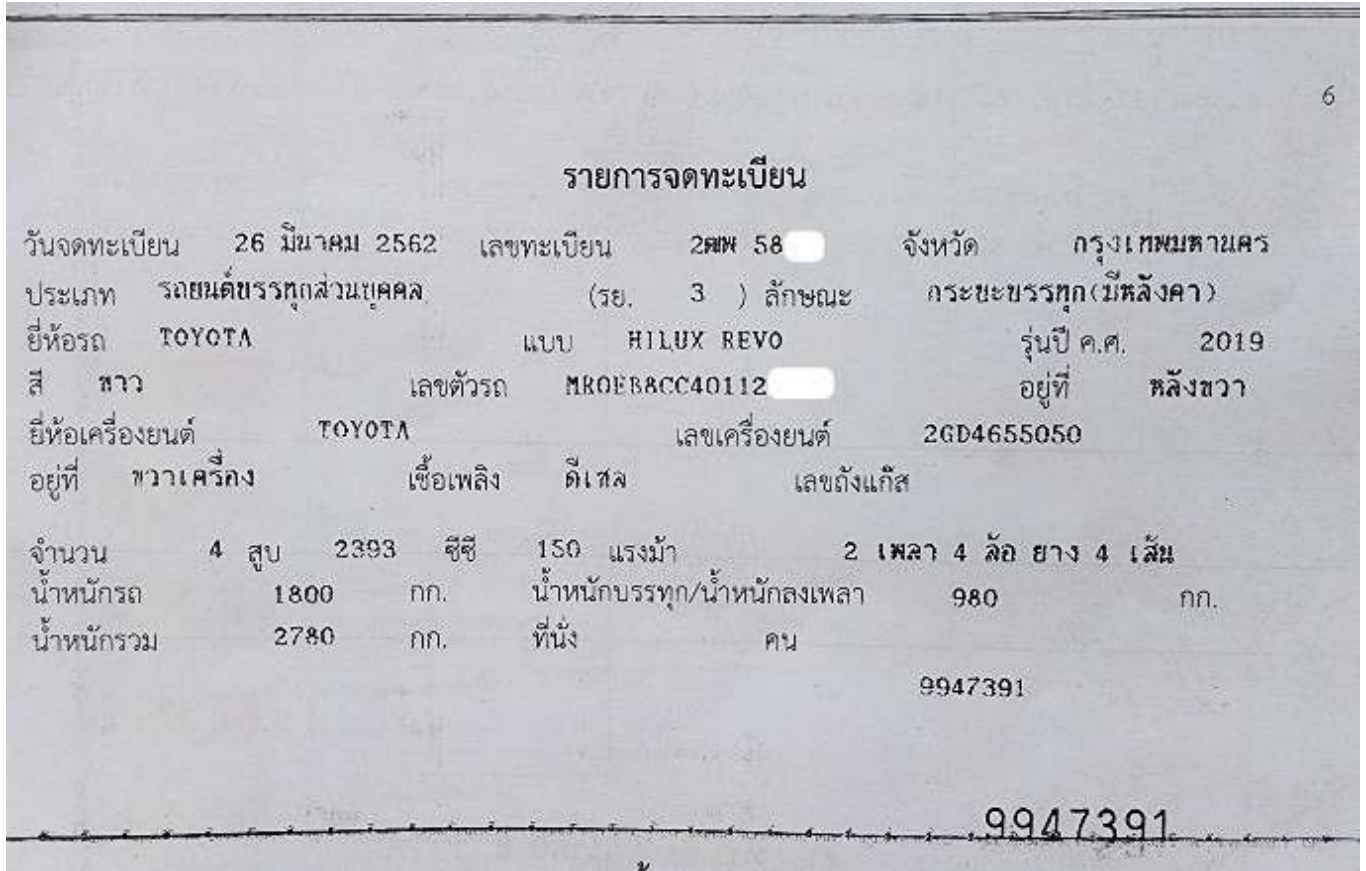 6
รายการจดทะเบียน
วันจดทะเบียน 26 มีนาคม 2562 เลขทะเบียน 2ฒพ 58 จังหวัด กรุงเทพมหานคร
ประเภท รถยนต์บรรทุกส่วนบุคคล (รย. 3 ) ลักษณะ กระบะบรรทุก(มีหลังคา)
ยี่ห้อรถ TOYOTA แบบ HILUX REVO รุ่นปี ค.ศ. 2019
สี ขาว เลขตัวรถ MR0EB8CC40112 อยู่ที่ หลังขวา
ยี่ห้อเครื่องยนต์ TOYOTA เลขเครื่องยนต์ 2GD4655050
อยู่ที่ ขวาเครื่อง เชื้อเพลิง ดีเซล เลขถังแก๊ส
จำนวน 4 สูบ 2393 ซีซี 150 แรงม้า 2 เพลา 4 ล้อ ยาง 4 เส้น
น้ำหนักรถ 1800 กก. น้ำหนักบรรทุก/น้ำหนักลงเพลา 980 กก.
น้ำหนักรวม 2780 กก. ที่นั่ง คน
9947391
9947391